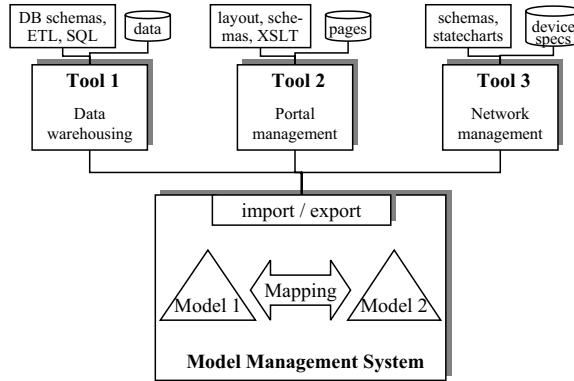 DB schemas,
ETL, SQL
data
layout, sche-
mas, XSLT
pages
schemas,
statecharts
device
specs
Tool 1
Data
warehousing
Tool 2
Portal
management
Tool 3
Network
management
import / export
Model 1
Mapping
Model 2
Model Management System